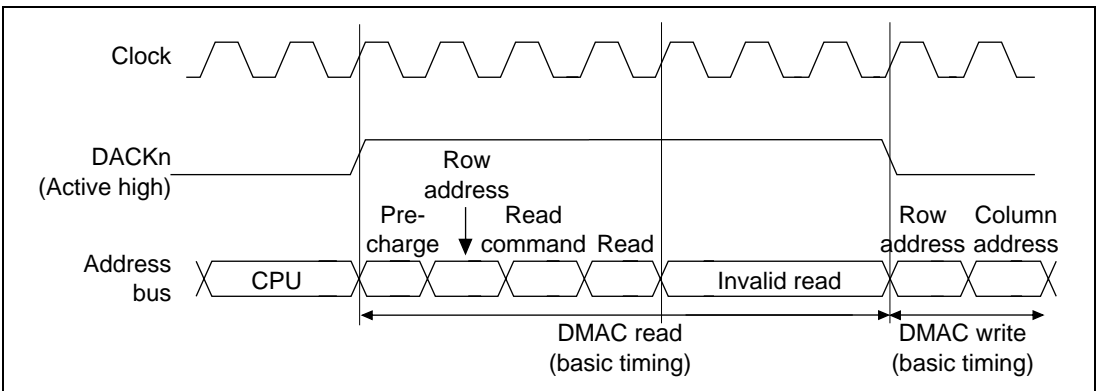 Clock
DACKn
(Active high)
Row
address
Pre-
charge
Read
command
Read
Row
address
Column
address
Address
bus
CPU
Invalid read
DMAC read
(basic timing)
DMAC write
(basic timing)